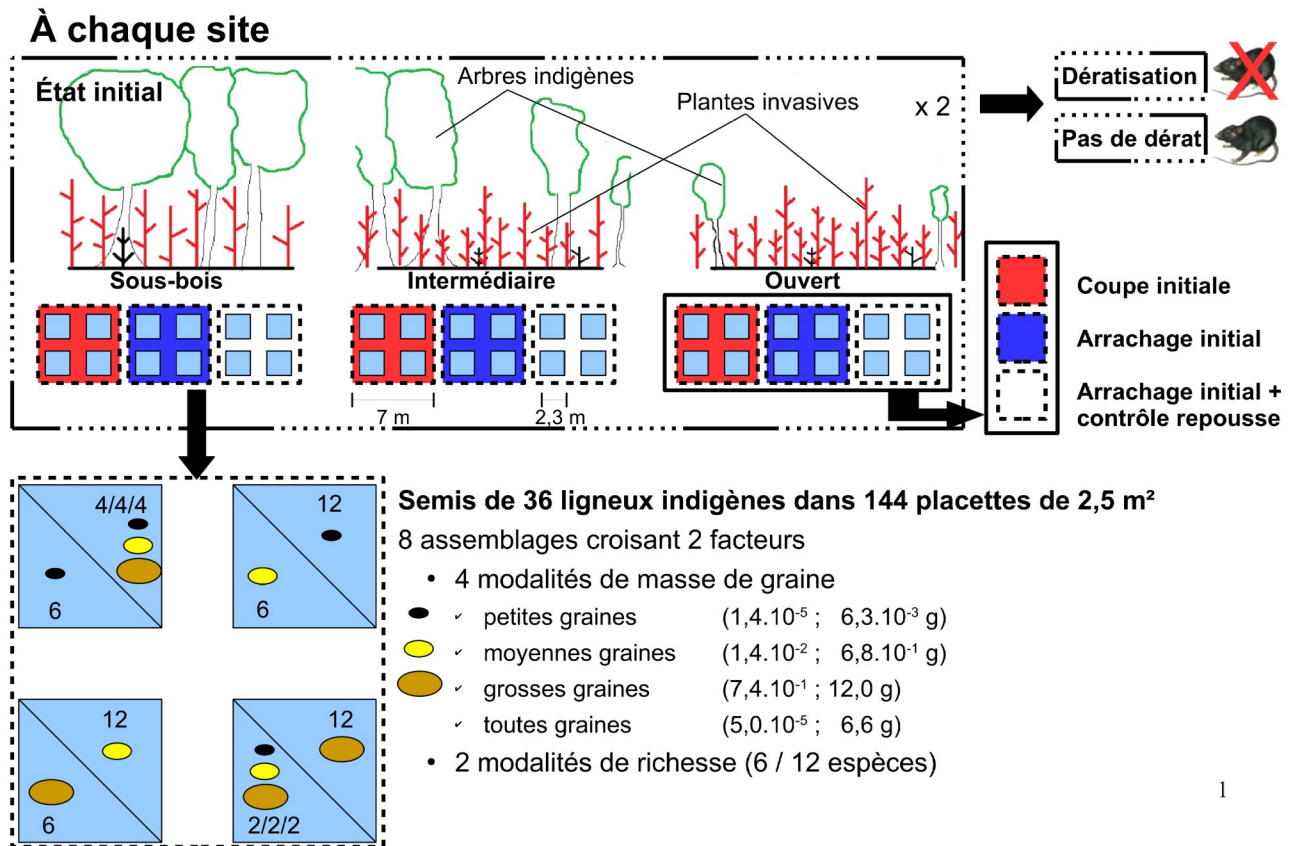 À chaque site
État initial
Arbres indigènes
Plantes invasives
x 2
Dératisation
Pas de dérat
Sous-bois
Intermédiaire
Ouvert
7 m
2,3 m
Coupe initiale
Arrachage initial
Arrachage initial +
contrôle repousse
4/4/4
6
12
6
12
6
12
2/2/2
Semis de 36 ligneux indigènes dans 144 placettes de 2,5 m²
8 assemblages croisant 2 facteurs
• 4 modalités de masse de graine
✓ petites graines (1,4.10⁻⁵ ; 6,3.10⁻³ g)
✓ moyennes graines (1,4.10⁻² ; 6,8.10⁻¹ g)
✓ grosses graines (7,4.10⁻¹ ; 12,0 g)
✓ toutes graines (5,0.10⁻⁵ ; 6,6 g)
• 2 modalités de richesse (6 / 12 espèces)
1